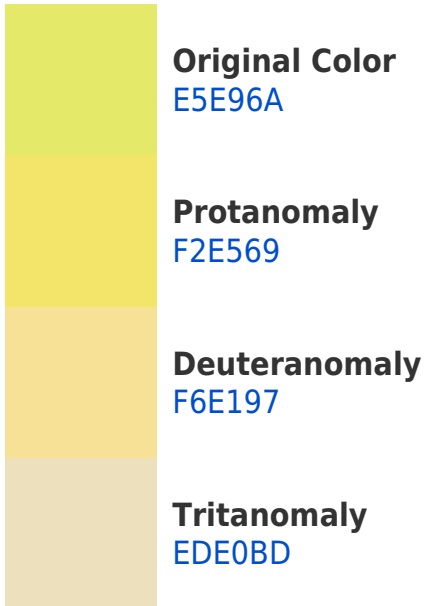 Original Color
E5E96A
Protanomaly
F2E569
Deuteranomaly
F6E197
Tritanomaly
EDE0BD